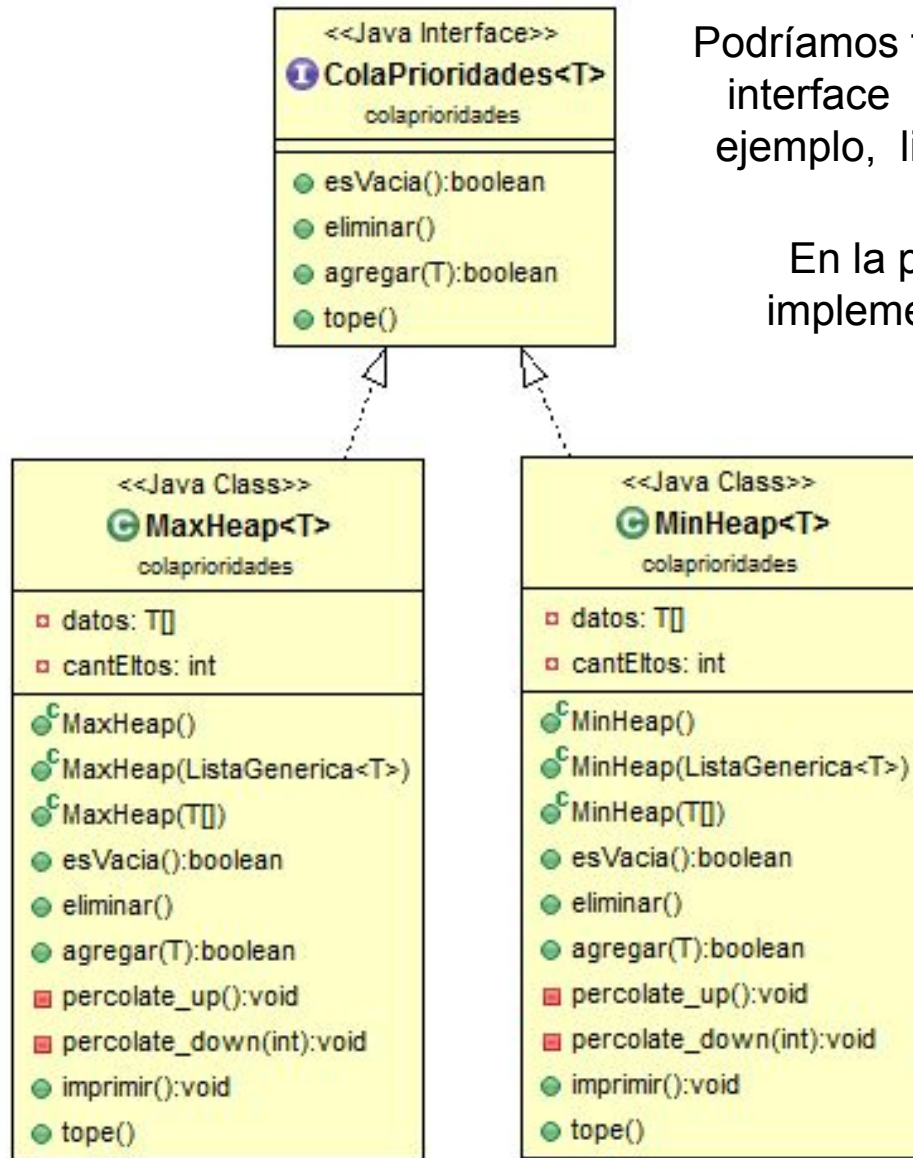 <<Java Interface>>
ColaPrioridades<T>
colaprioridades
esVacia():boolean
eliminar()
agregar(T):boolean
tope()
Podríamos
interface
ejemplo,
En la
<<Java Class>>
MaxHeap<T>
colaprioridades
datos: T[]
cantEltos: int
MaxHeap()
MaxHeap(ListaGenerica<T>)
MaxHeap(T[])
esVacia():boolean
eliminar()
agregar(T):boolean
percolate_up():void
percolate_down(int):void
imprimir():void
tope()
<<Java Class>>
MinHeap<T>
colaprioridades
datos: T[]
cantEltos: int
MinHeap()
MinHeap(ListaGenerica<T>)
MinHeap(T[])
esVacia():boolean
eliminar()
agregar(T):boolean
percolate_up():void
percolate_down(int):void
imprimir():void
tope()